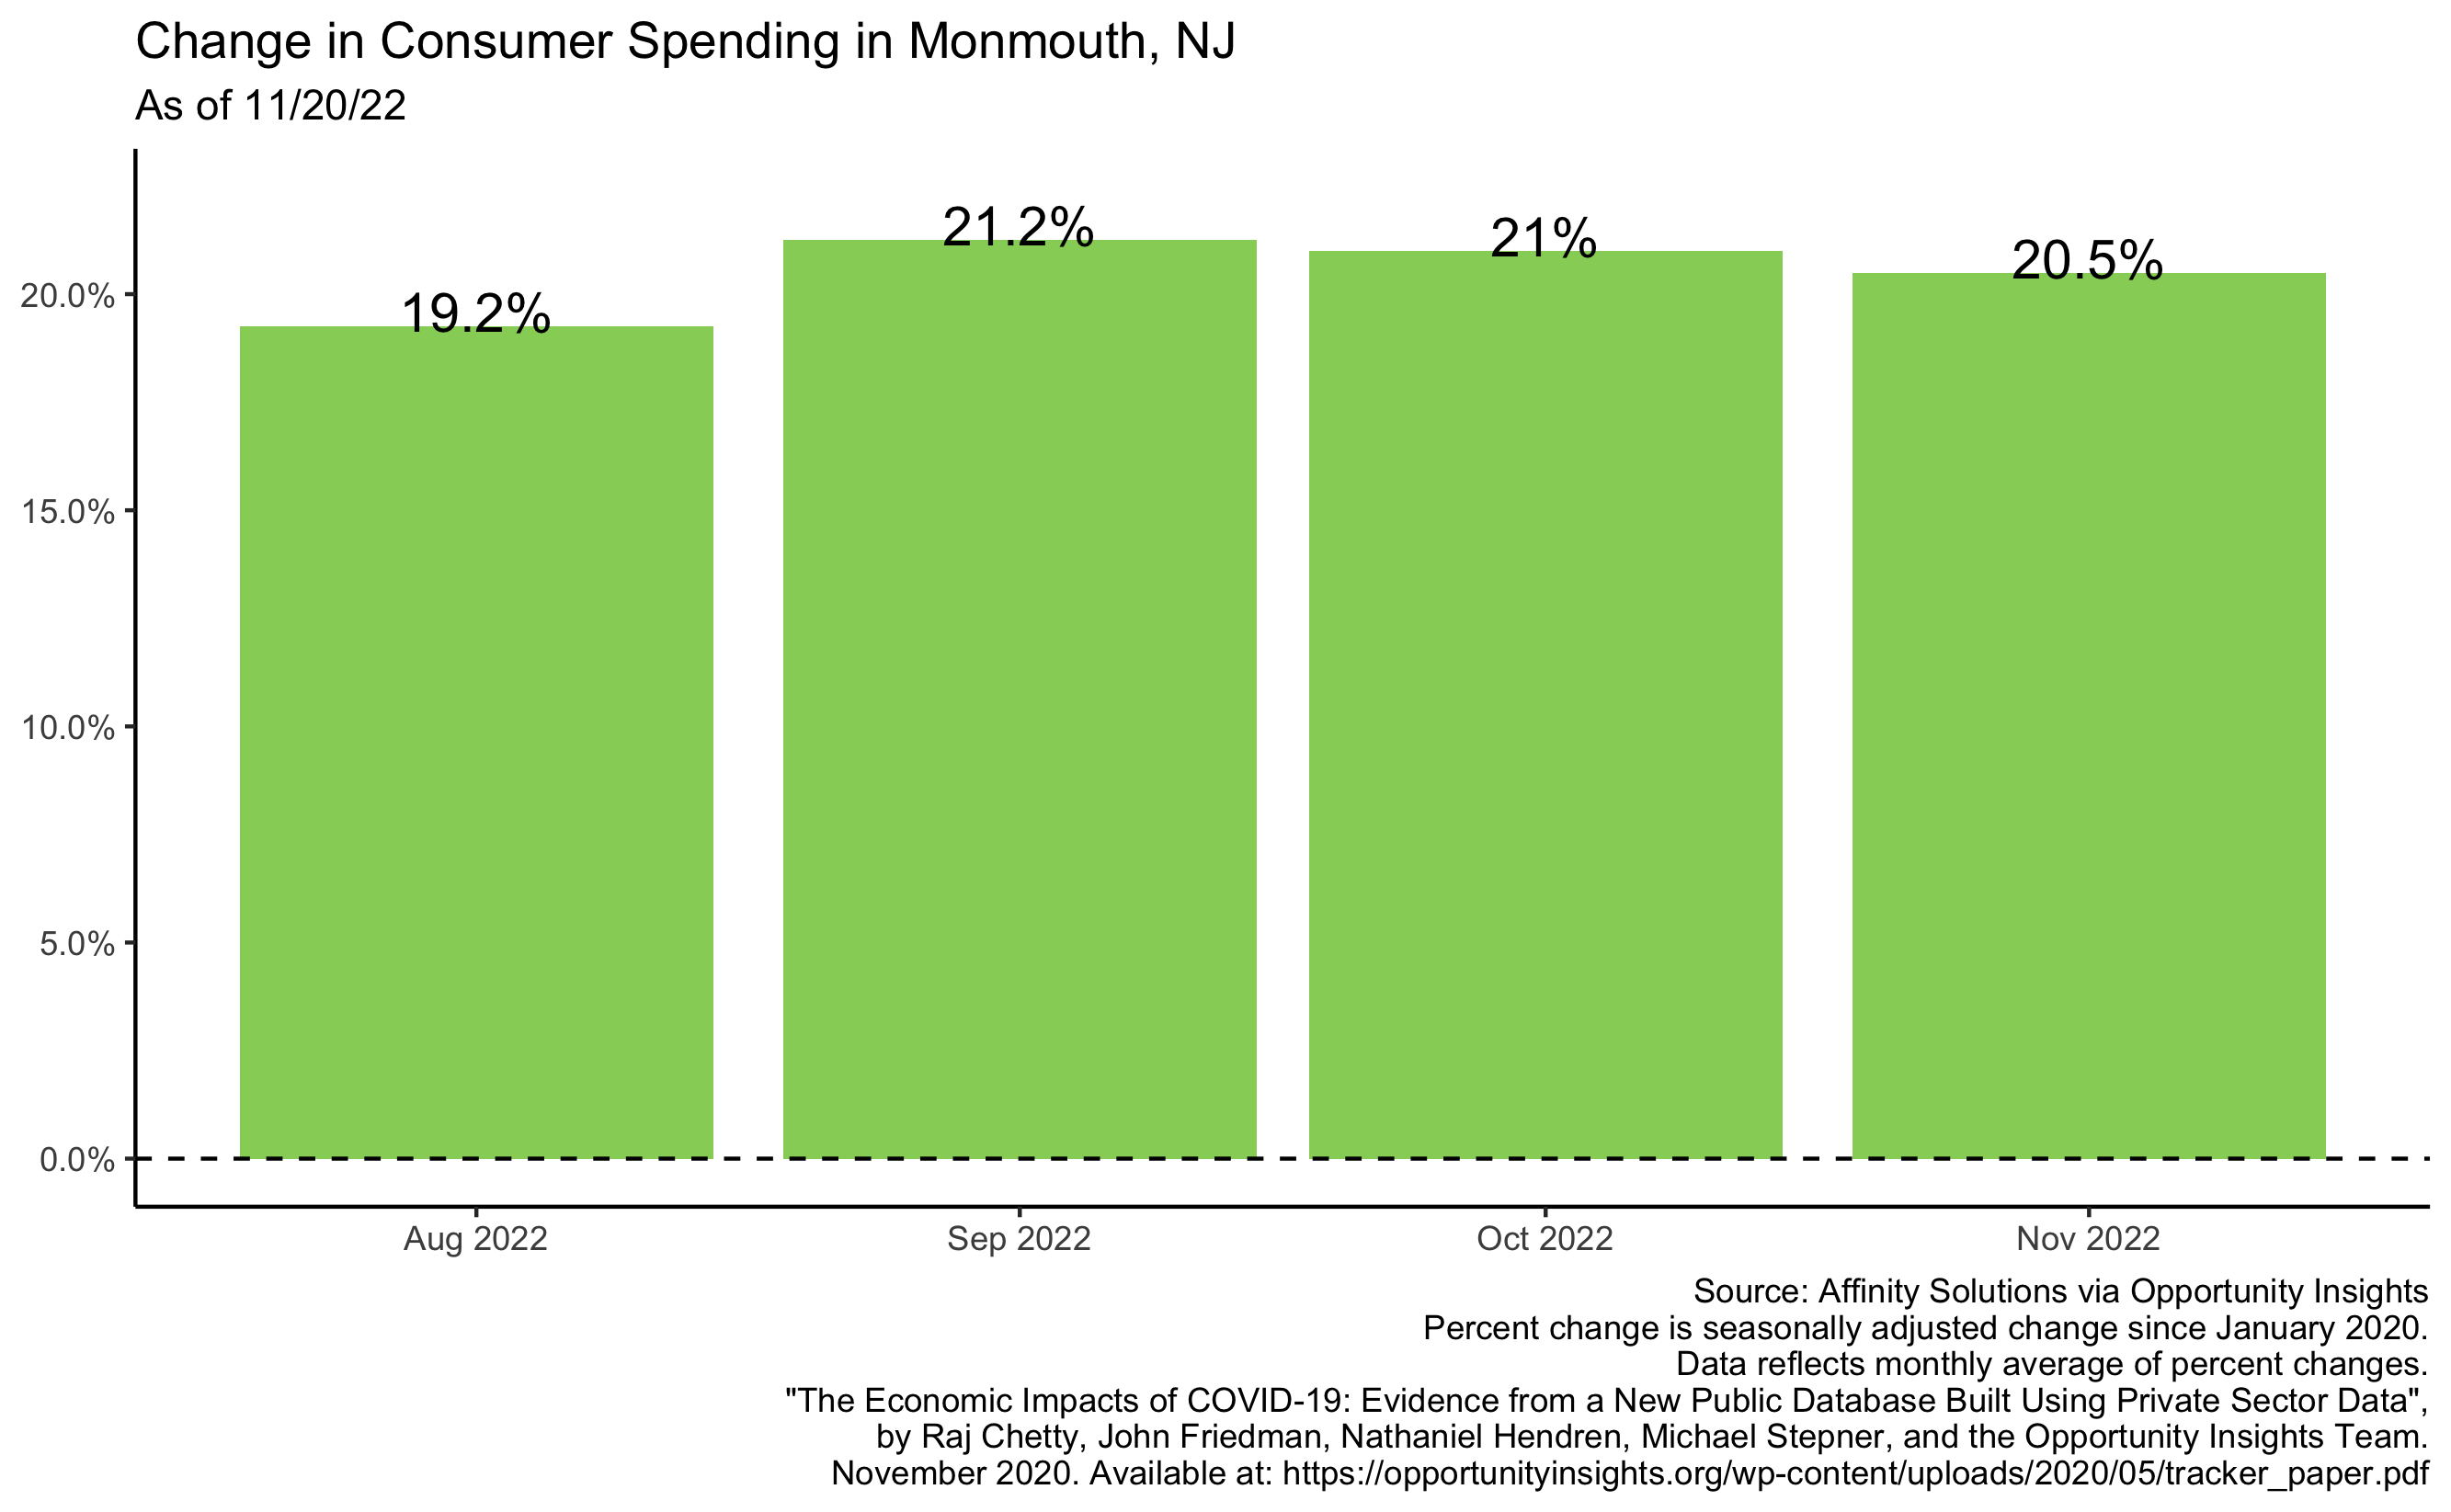 Change in Consumer Spending in Monmouth, NJ
As of 11/20/22
19.2%
21.2%
21%
20.5%
20.0%
15.0%
10.0%
5.0%
0.0%
Aug 2022
Sep 2022
Oct 2022
Nov 2022
Source: Affinity Solutions via Opportunity Insights
Percent change is seasonally adjusted change since January 2020.
Data reflects monthly average of percent changes.
"The Economic Impacts of COVID-19: Evidence from a New Public Database Built Using Private Sector Data",
by Raj Chetty, John Friedman, Nathaniel Hendren, Michael Stepner, and the Opportunity Insights Team.
November 2020. Available at: https://opportunityinsights.org/wp-content/uploads/2020/05/tracker_paper.pdf